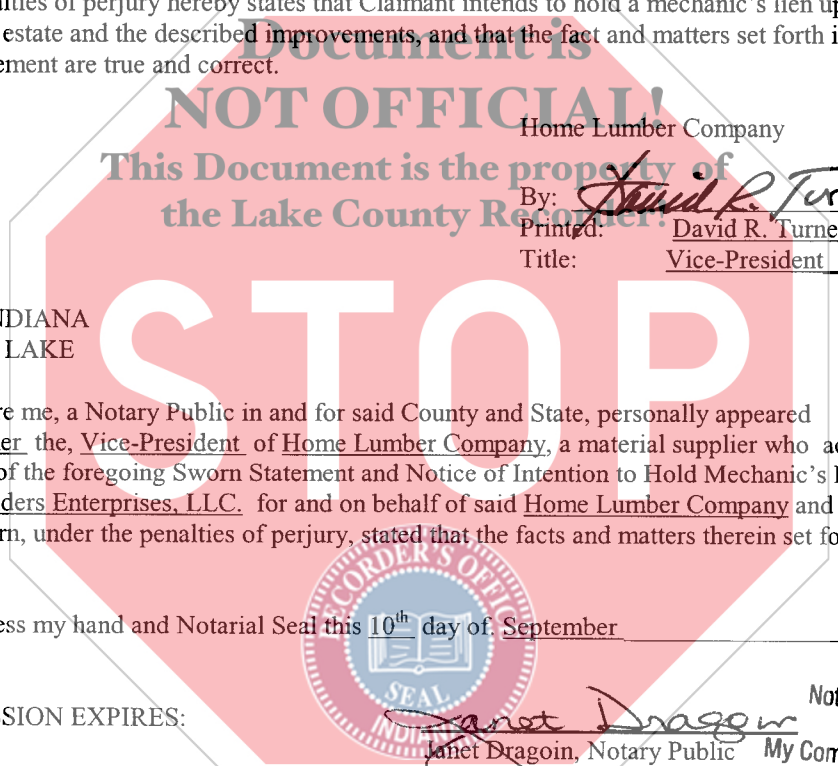 alties of perjury hereby states that Claimant intends to hold a mechanic's lien up
estate and the described improvements, and that the fact and matters set forth i
ement are true and correct.
Document is
NOT OFFICIAL!
This Document is the property of
the Lake County Recorder!
Home Lumber Company
By: David R. Tur
Printed: David R. Turne
Title: Vice-President
NDIANA
LAKE
STOP
re me, a Notary Public in and for said County and State, personally appeared
er the, Vice-President of Home Lumber Company, a material supplier who ac
of the foregoing Sworn Statement and Notice of Intention to Hold Mechanic's L
ders Enterprises, LLC. for and on behalf of said Home Lumber Company and
rn, under the penalties of perjury, stated that the facts and matters therein set fo
RECORDER'S OFFICE
SEAL
INDIANA
ess my hand and Notarial Seal this 10th day of September
Not
SION EXPIRES:
Janet Dragoin
Janet Dragoin, Notary Public My Com